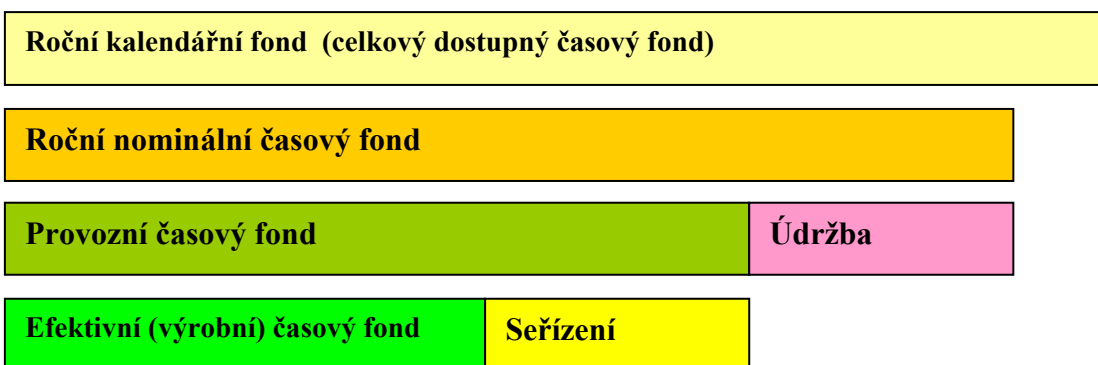 Roční kalendářní fond  (celkový dostupný časový fond)
Roční nominální časový fond
Provozní časový fond
Údržba
Efektivní (výrobní) časový fond
Seřízení